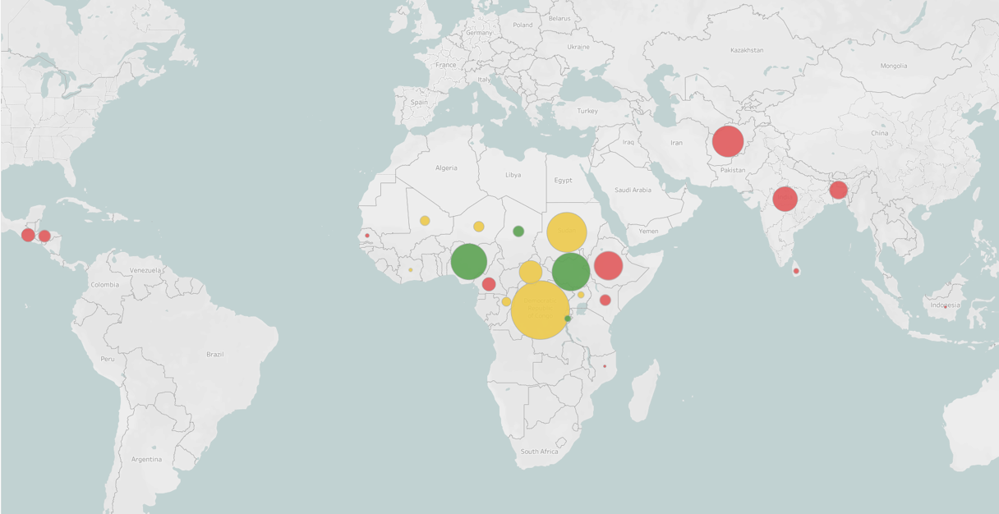 Belarus
Poland
Germany
Ukraine
Kazakhstan
France
Mongolia
Italy
Spain
Turkey
China
Iraq
Iran
Algeria
Libya
Egypt
Pakistan
Saudi Arabia
Yemen
Venezuela
Colombia
Indonesia
Peru
Brazil
South Africa
Argentina